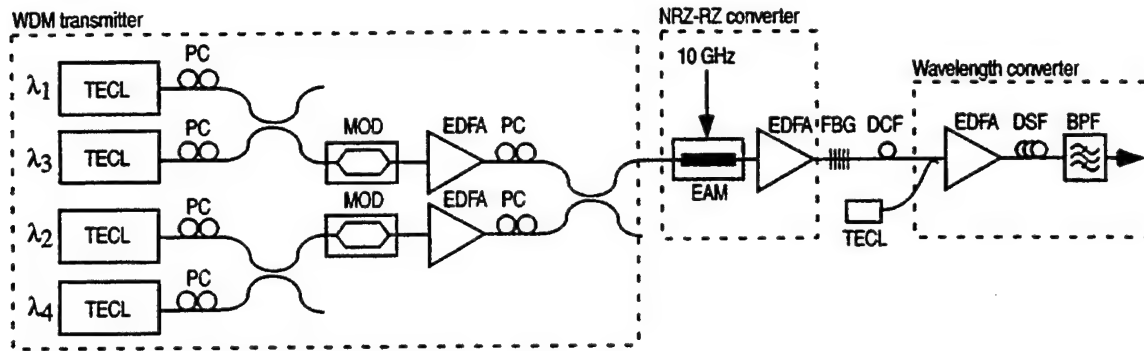 WDM transmitter
NRZ-RZ converter
PC
10 GHz
λ1
TECL
Wavelength converter
PC
MOD
EDFA
PC
EDFA
FBG
DCF
EDFA
DSF
BPF
λ3
TECL
EAM
PC
MOD
EDFA
PC
λ2
TECL
TECL
PC
λ4
TECL